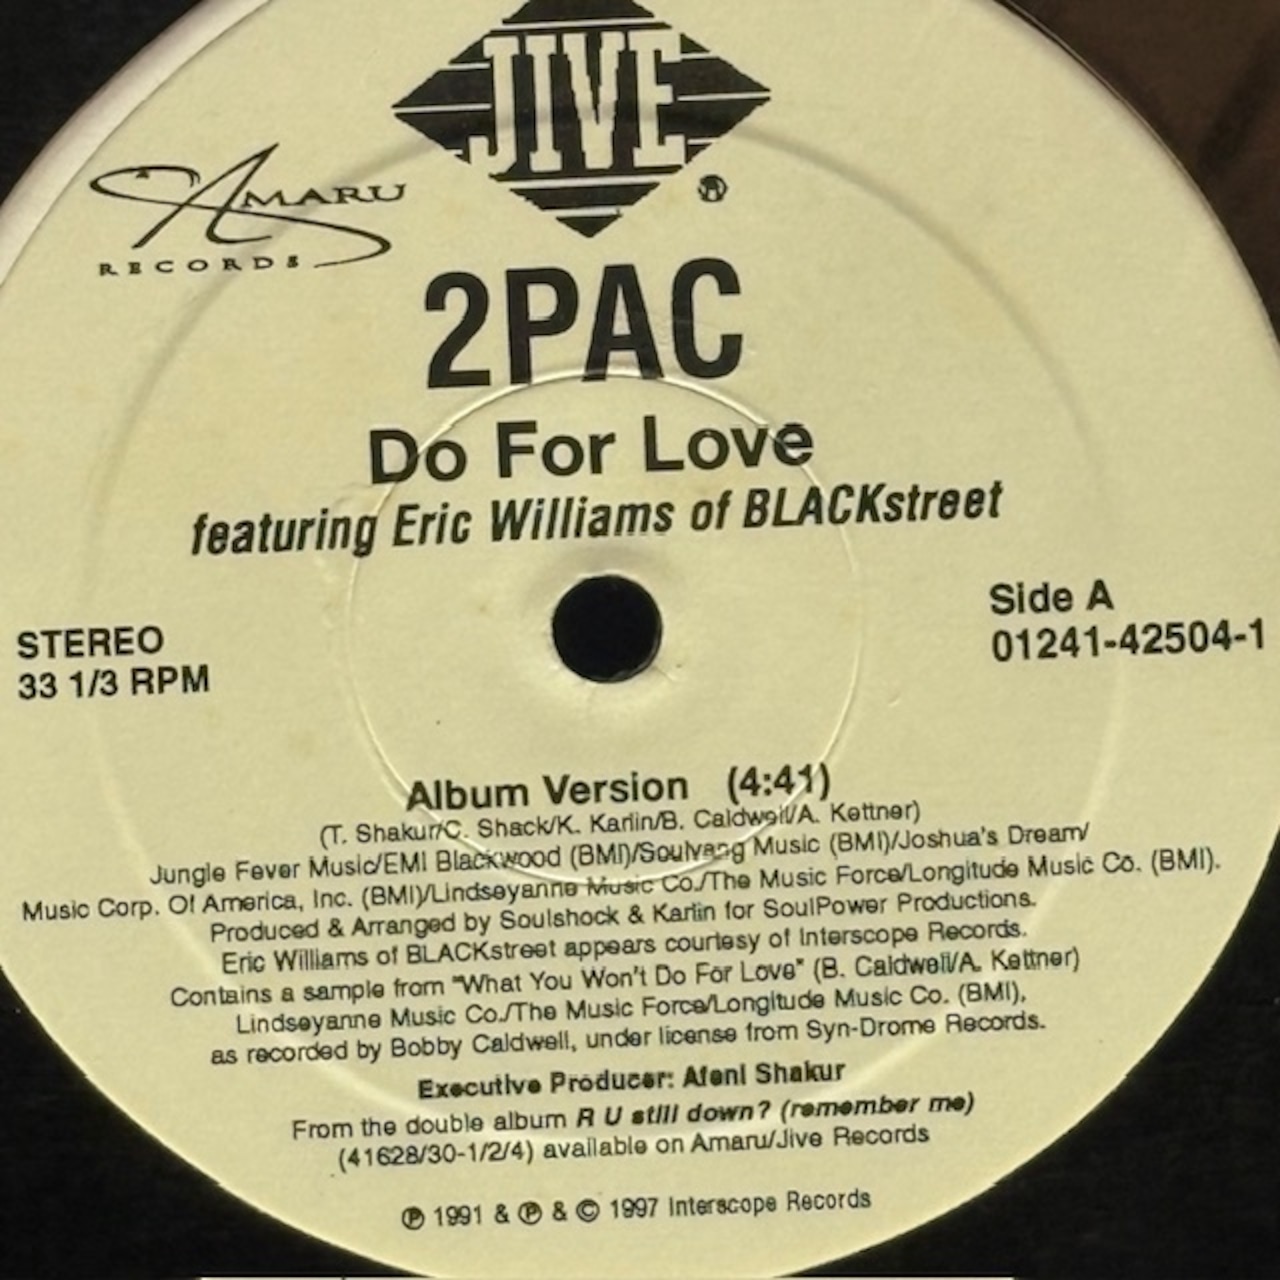 JIVE
®
AMARU
RECORDS
2PAC
Do For Love
featuring Eric Williams of BLACKstreet
STEREO
33 1/3 RPM
Side A
01241-42504-1
Album Version (4:41)
(T. Shakur/C. Shack/K. Karlin/B. Caldwell/A. Kettner)
Jungle Fever Music/EMI Blackwood (BMI)/Soulvang Music (BMI)/Joshua's Dream/
Music Corp. Of America, Inc. (BMI)/Lindseyanne Music Co./The Music Force/Longitude Music Co. (BMI).
Produced & Arranged by Soulshock & Karlin for SoulPower Productions.
Eric Williams of BLACKstreet appears courtesy of Interscope Records.
Contains a sample from "What You Won't Do For Love" (B. Caldwell/A. Kettner)
Lindseyanne Music Co./The Music Force/Longitude Music Co. (BMI),
as recorded by Bobby Caldwell, under license from Syn-Drome Records.
Executive Producer: Afeni Shakur
From the double album R U still down? (remember me)
(41628/30-1/2/4) available on Amaru/Jive Records
℗ 1991 & ℗ & © 1997 Interscope Records